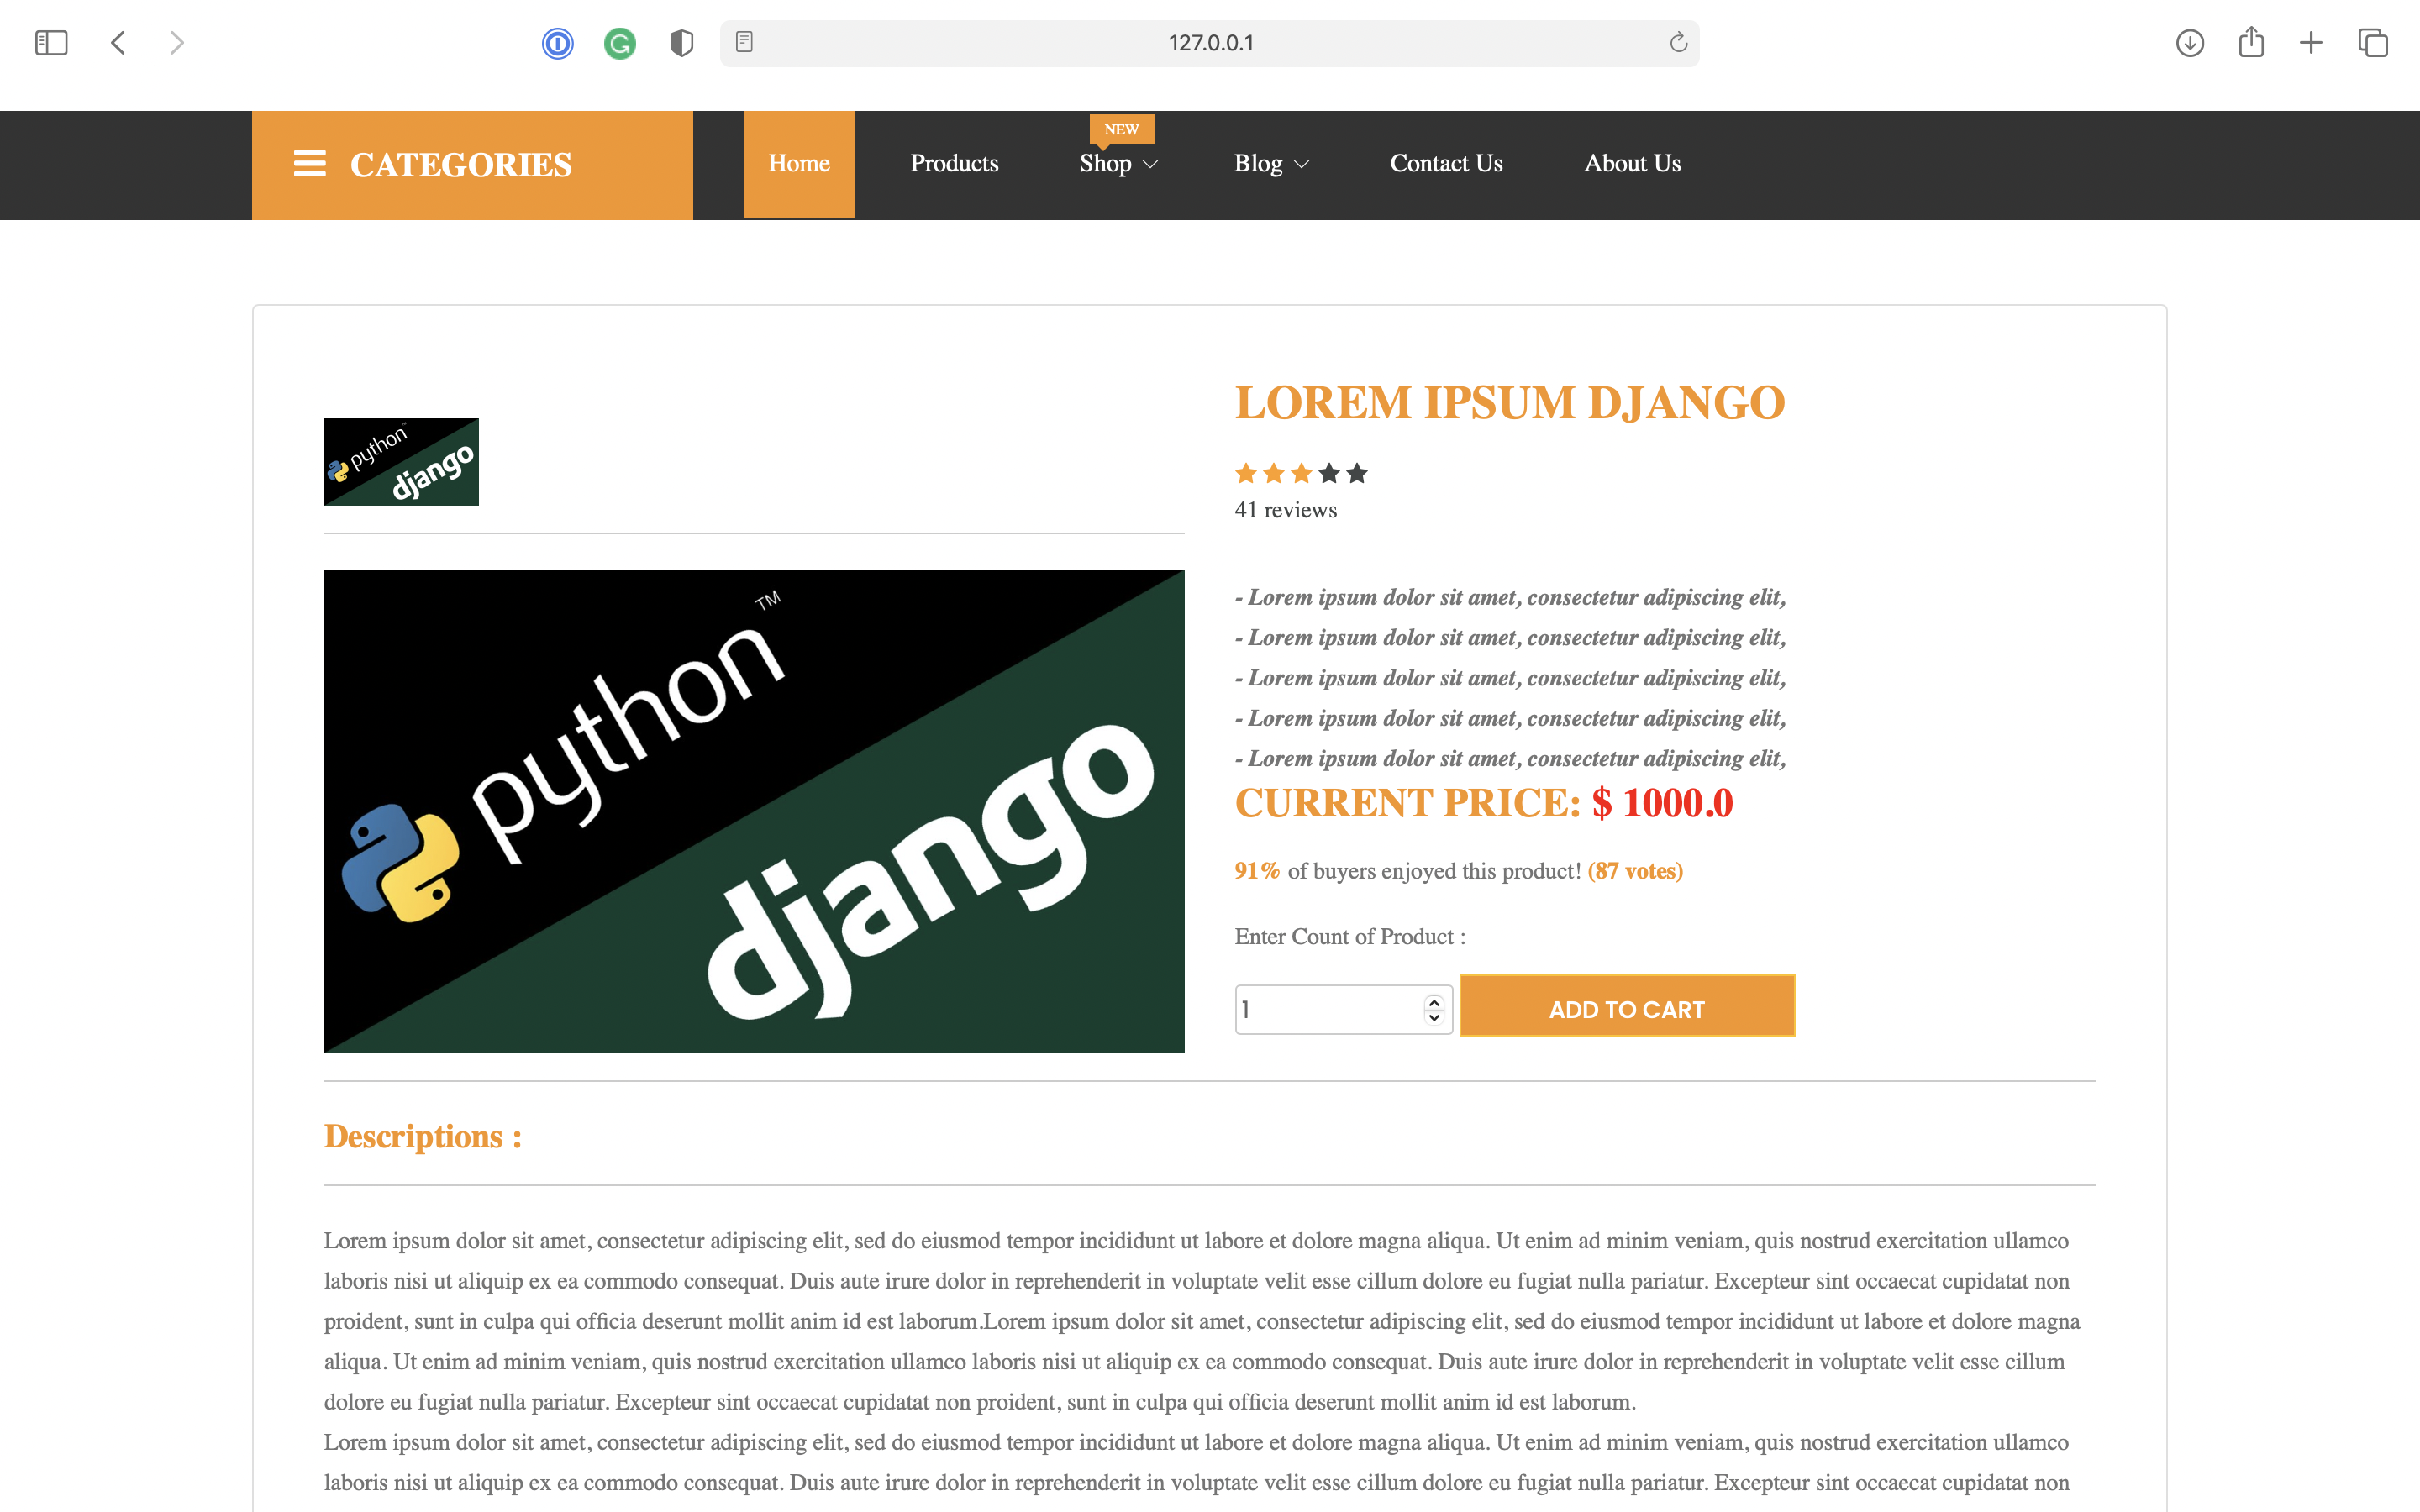 127.0.0.1
NEW
CATEGORIES
Home
Products
Shop
Blog
Contact Us
About Us
python
django
LOREM IPSUM DJANGO
41 reviews
python™
django
- Lorem ipsum dolor sit amet, consectetur adipiscing elit,
- Lorem ipsum dolor sit amet, consectetur adipiscing elit,
- Lorem ipsum dolor sit amet, consectetur adipiscing elit,
- Lorem ipsum dolor sit amet, consectetur adipiscing elit,
- Lorem ipsum dolor sit amet, consectetur adipiscing elit,
CURRENT PRICE: $ 1000.0
91% of buyers enjoyed this product! (87 votes)
Enter Count of Product :
1
ADD TO CART
Descriptions :
Lorem ipsum dolor sit amet, consectetur adipiscing elit, sed do eiusmod tempor incididunt ut labore et dolore magna aliqua. Ut enim ad minim veniam, quis nostrud exercitation ullamco
laboris nisi ut aliquip ex ea commodo consequat. Duis aute irure dolor in reprehenderit in voluptate velit esse cillum dolore eu fugiat nulla pariatur. Excepteur sint occaecat cupidatat non
proident, sunt in culpa qui officia deserunt mollit anim id est laborum.Lorem ipsum dolor sit amet, consectetur adipiscing elit, sed do eiusmod tempor incididunt ut labore et dolore magna
aliqua. Ut enim ad minim veniam, quis nostrud exercitation ullamco laboris nisi ut aliquip ex ea commodo consequat. Duis aute irure dolor in reprehenderit in voluptate velit esse cillum
dolore eu fugiat nulla pariatur. Excepteur sint occaecat cupidatat non proident, sunt in culpa qui officia deserunt mollit anim id est laborum.
Lorem ipsum dolor sit amet, consectetur adipiscing elit, sed do eiusmod tempor incididunt ut labore et dolore magna aliqua. Ut enim ad minim veniam, quis nostrud exercitation ullamco
laboris nisi ut aliquip ex ea commodo consequat. Duis aute irure dolor in reprehenderit in voluptate velit esse cillum dolore eu fugiat nulla pariatur. Excepteur sint occaecat cupidatat non